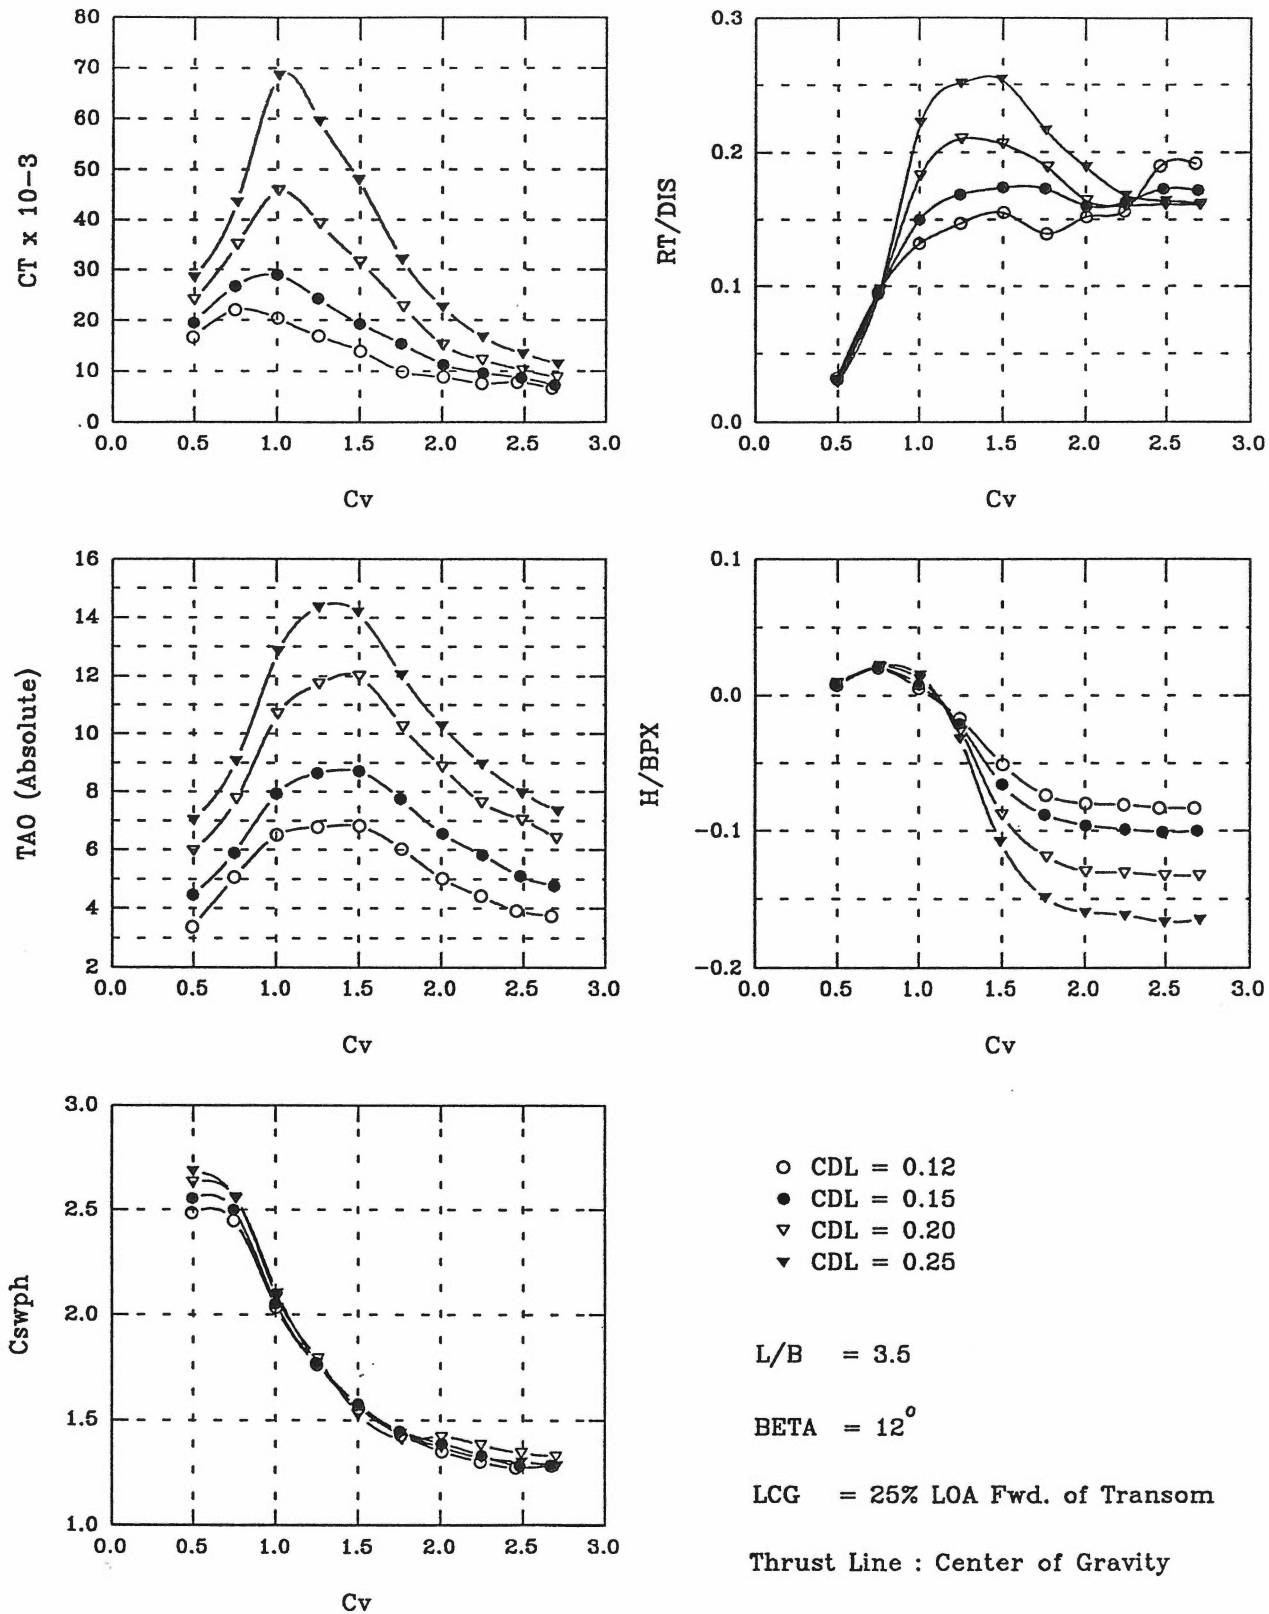 80
70
60
50
40
30
20
10
0
CT x 10-3
0.0 0.5 1.0 1.5 2.0 2.5 3.0
Cv
0.3
0.2
0.1
0.0
RT/DIS
0.0 0.5 1.0 1.5 2.0 2.5 3.0
Cv
16
14
12
10
8
6
4
2
TAO (Absolute)
0.0 0.5 1.0 1.5 2.0 2.5 3.0
Cv
0.1
0.0
-0.1
-0.2
H/BPX
0.0 0.5 1.0 1.5 2.0 2.5 3.0
Cv
3.0
2.5
2.0
1.5
1.0
Cswph
0.0 0.5 1.0 1.5 2.0 2.5 3.0
Cv
CDL = 0.12
CDL = 0.15
CDL = 0.20
CDL = 0.25
L/B = 3.5
BETA = 12°
LCG = 25% LOA Fwd. of Transom
Thrust Line : Center of Gravity